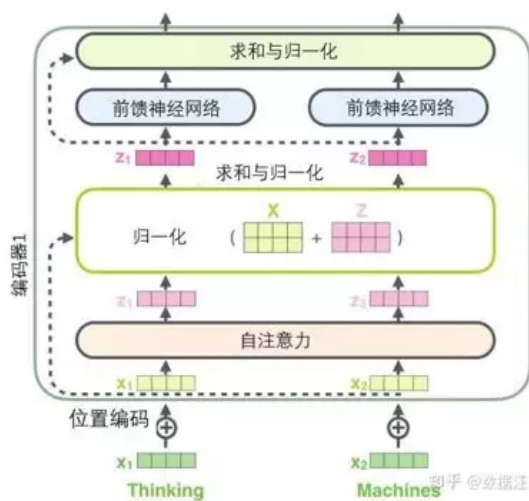 求和与归一化
前馈神经网络 前馈神经网络
z₁ z₂
求和与归一化
X Z
归一化 ( + )
编码器1
z₁ z₂
自注意力
x₁ x₂
位置编码
x₁ x₂
Thinking Machines
知乎